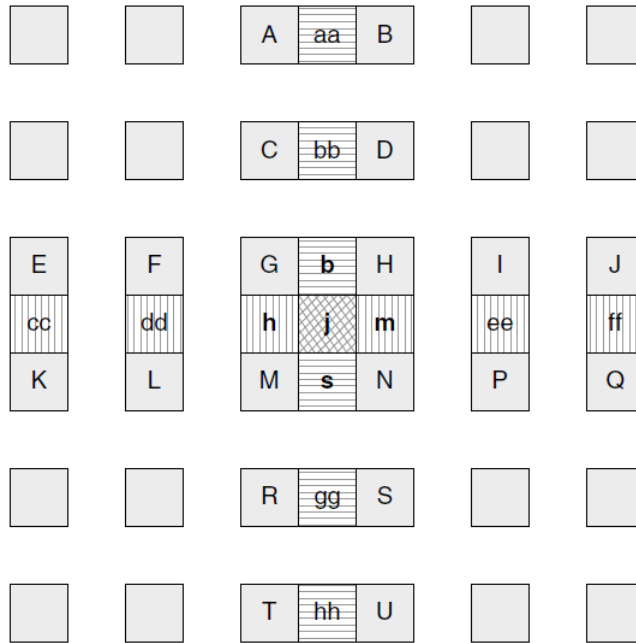 A aa B
C bb D
E F G b H I J
cc dd h j m ee ff
K L M s N P Q
R gg S
T hh U